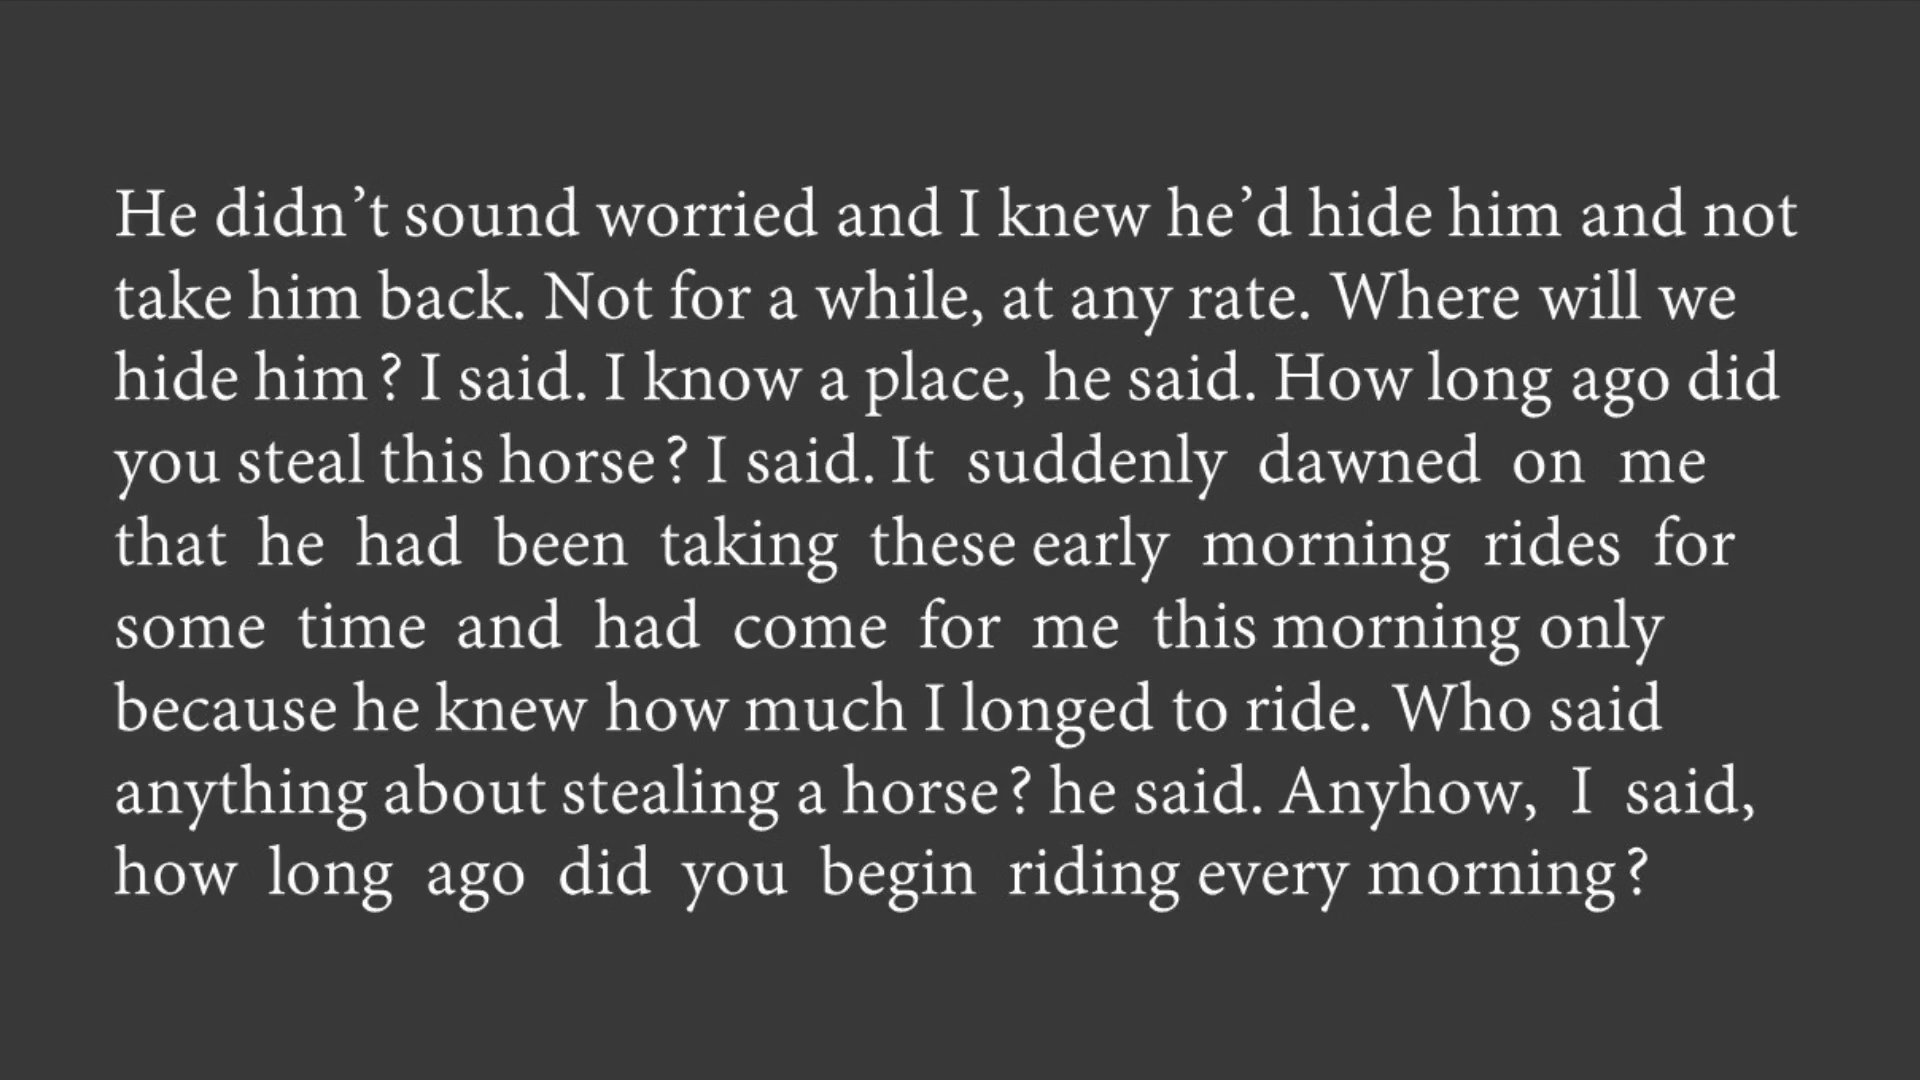 He didn’t sound worried and I knew he’d hide him and not
take him back. Not for a while, at any rate. Where will we
hide him? I said. I know a place, he said. How long ago did
you steal this horse? I said. It suddenly dawned on me
that he had been taking these early morning rides for
some time and had come for me this morning only
because he knew how much I longed to ride. Who said
anything about stealing a horse? he said. Anyhow, I said,
how long ago did you begin riding every morning?